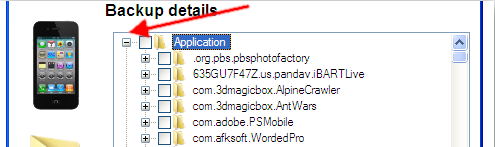 Backup details
Application
.org.pbs.pbsphotofactory
635GU7F47Z.us.pandav.iBARTLive
com.3dmagicbox.AlpineCrawler
com.3dmagicbox.AntWars
com.adobe.PSMobile
com.afksoft.WordedPro